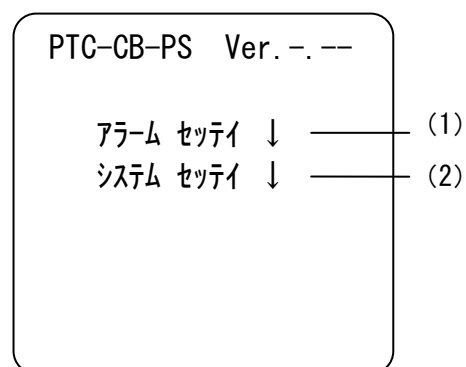 PTC-CB-PS Ver.-.--
ｱﾗｰﾑ ｾｯﾃｲ ↓ (1)
ｼｽﾃﾑ ｾｯﾃｲ ↓ (2)